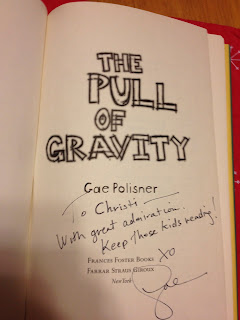 THE
PULL
OF
GRAVITY
Gae Polisner
To Christi -
With great admiration.
Keep those kids reading!
XO
Gae
FRANCES FOSTER BOOKS
FARRAR STRAUS GIROUX
New York